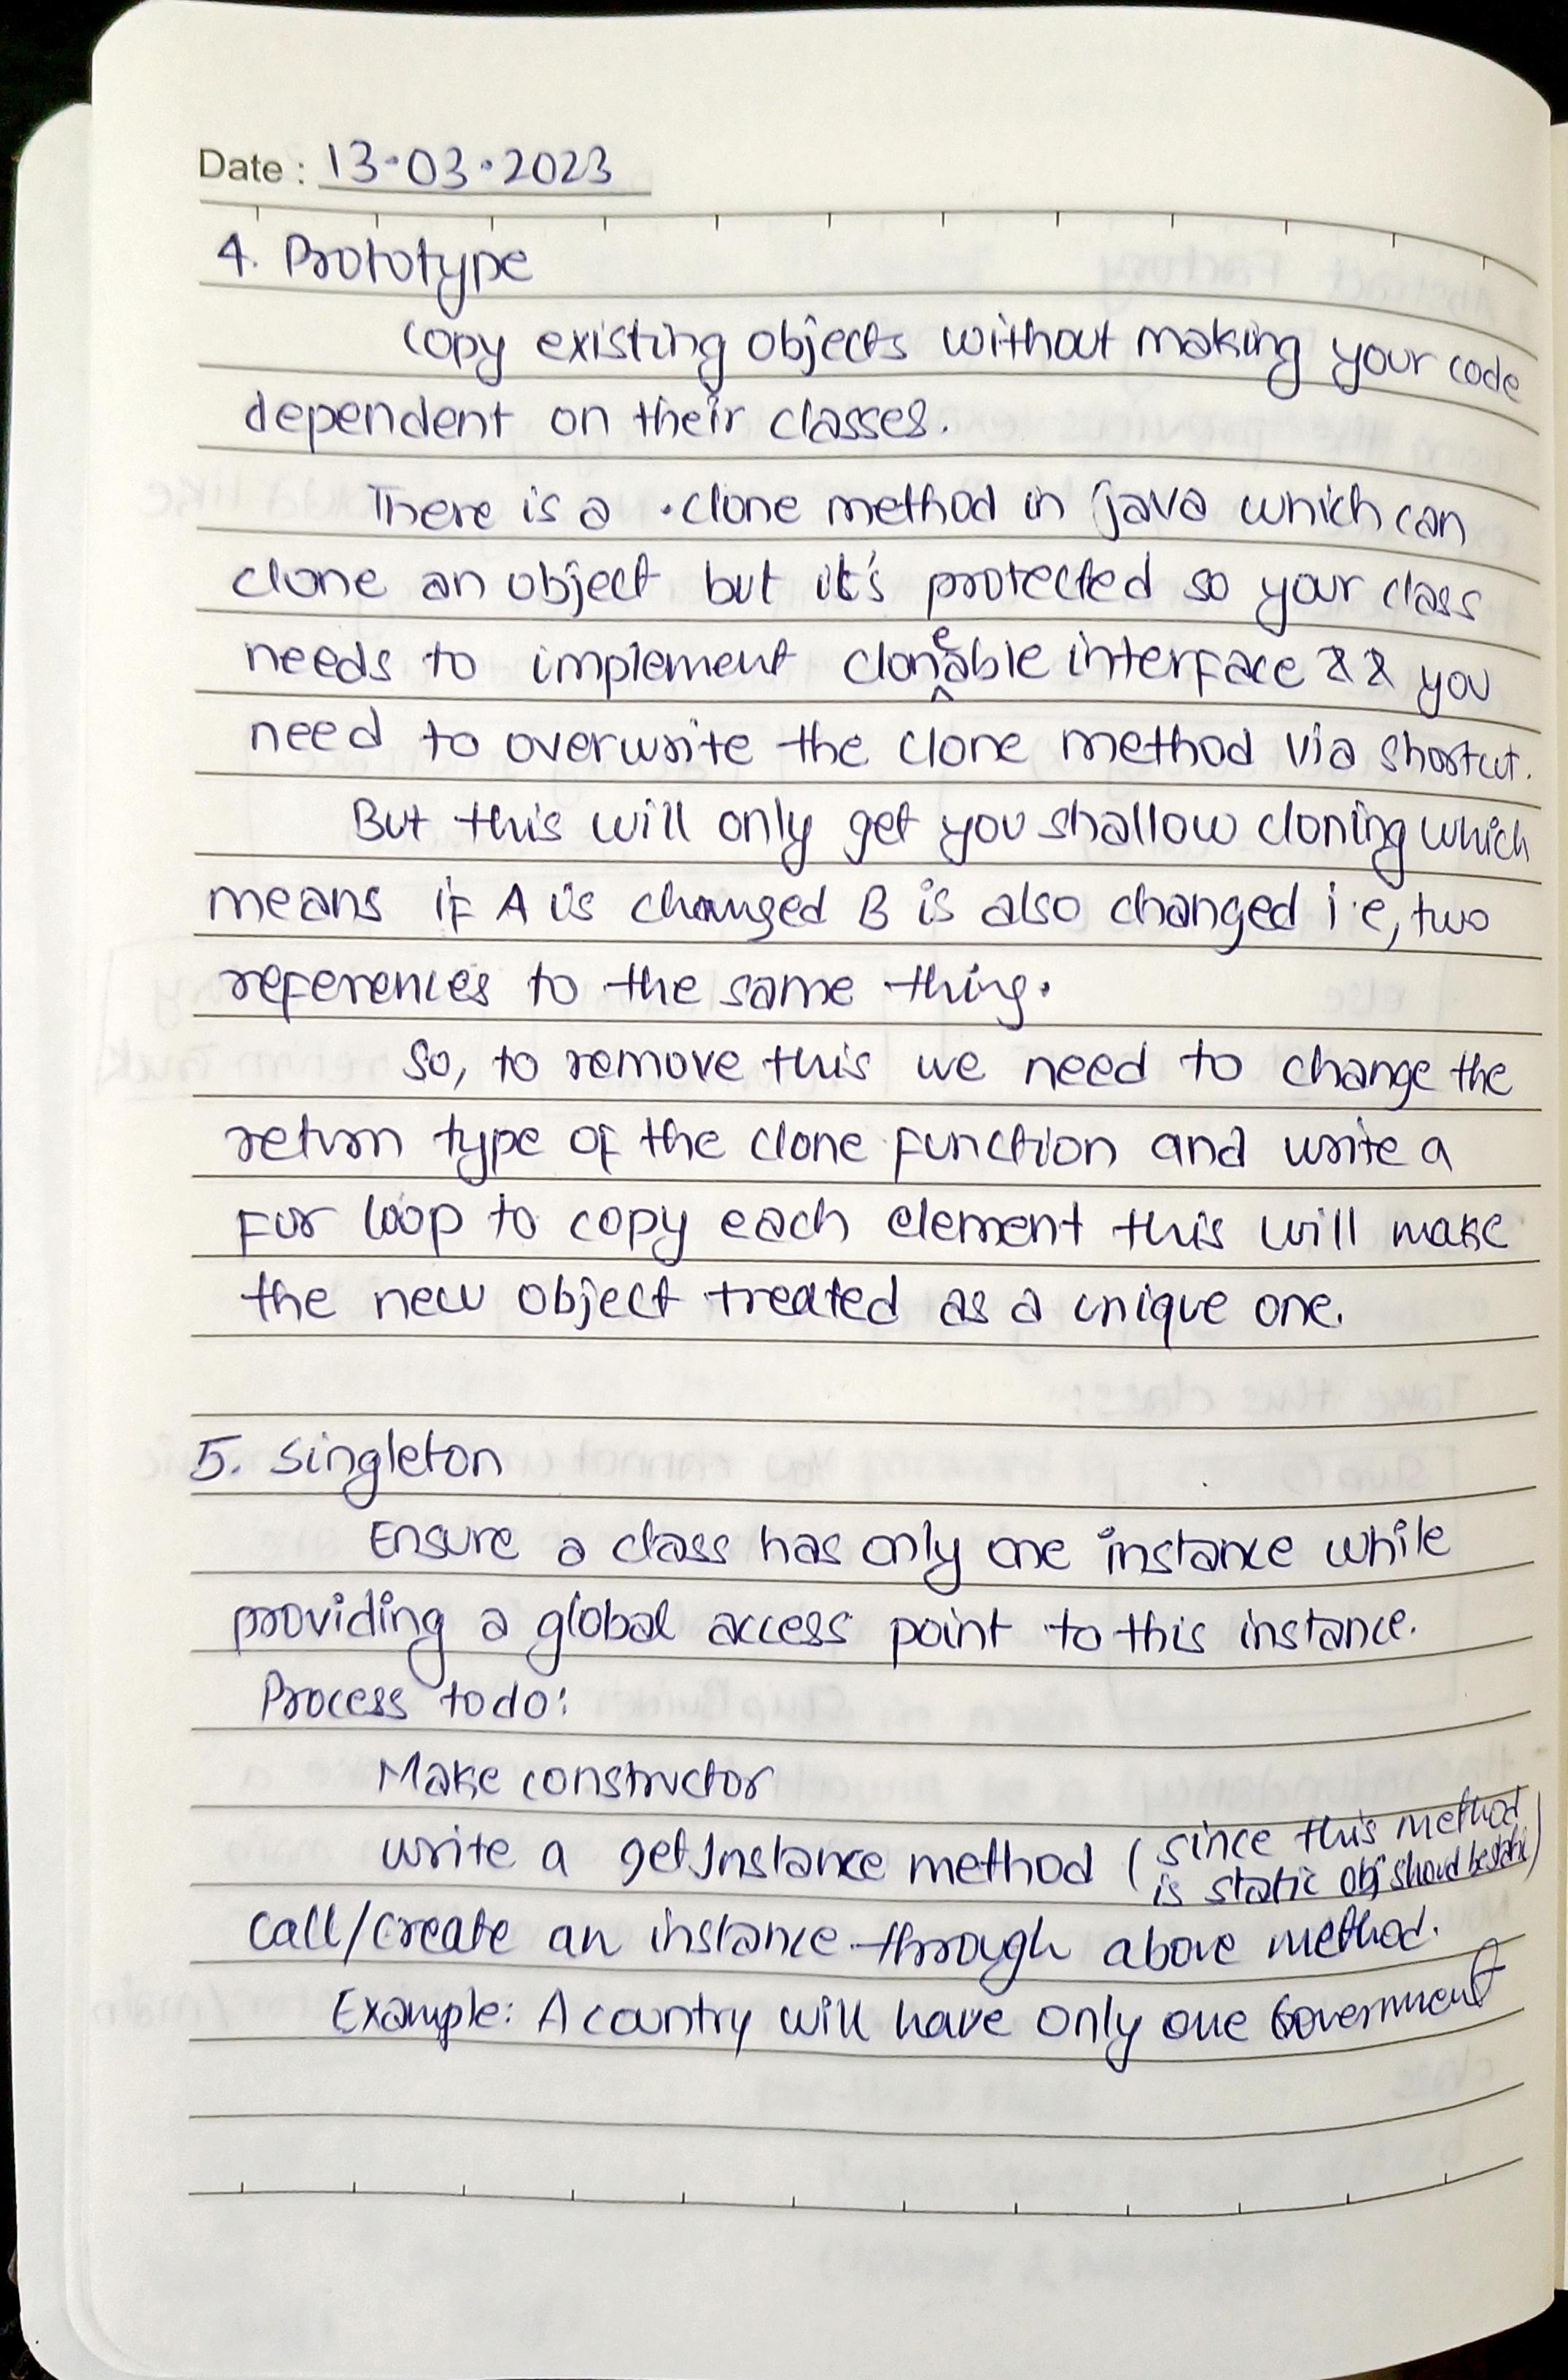 Date : 13.03.2023
4. Prototype
Copy existing objects without making your code
dependent on their classes.
There is a .clone method in java which can
clone an object but it's protected so your class
needs to implement cloneable interface && you
need to overwrite the clone method via shortcut.
But this will only get you shallow cloning which
means if A is changed B is also changed i.e, two
references to the same thing.
So, to remove this we need to change the
return type of the clone function and write a
for loop to copy each element this will make
the new object treated as a unique one.
5. Singleton
Ensure a class has only one instance while
providing a global access point to this instance.
Process to do:
Make constructor
write a getInstance method (since this method
is static obj should be static)
call/create an instance through above method.
Example: A country will have only one Government